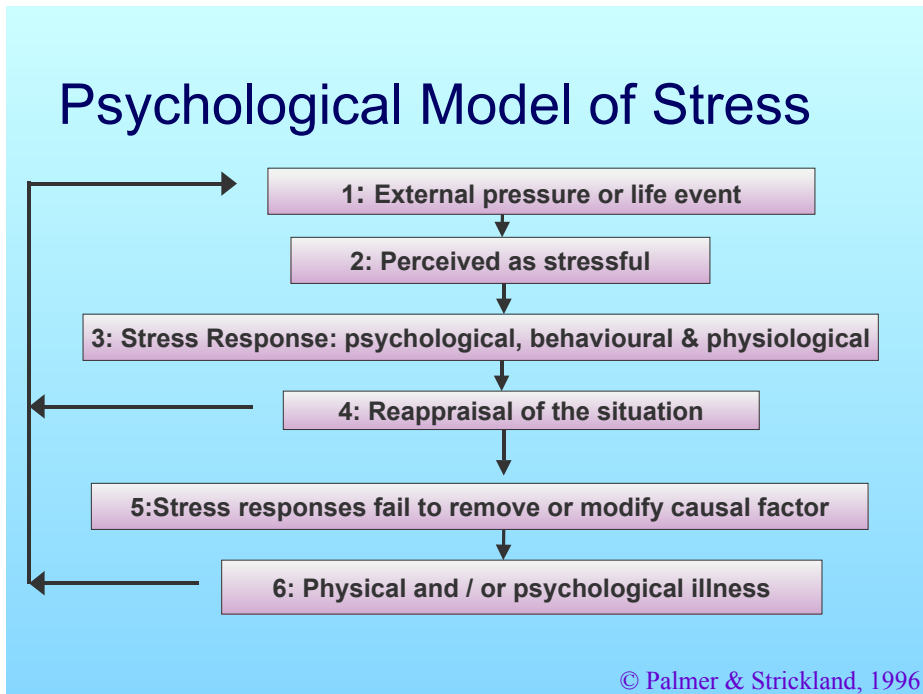 Psychological Model of Stress
1: External pressure or life event
2: Perceived as stressful
3: Stress Response: psychological, behavioural & physiological
4: Reappraisal of the situation
5:Stress responses fail to remove or modify causal factor
6: Physical and / or psychological illness
© Palmer & Strickland, 1996